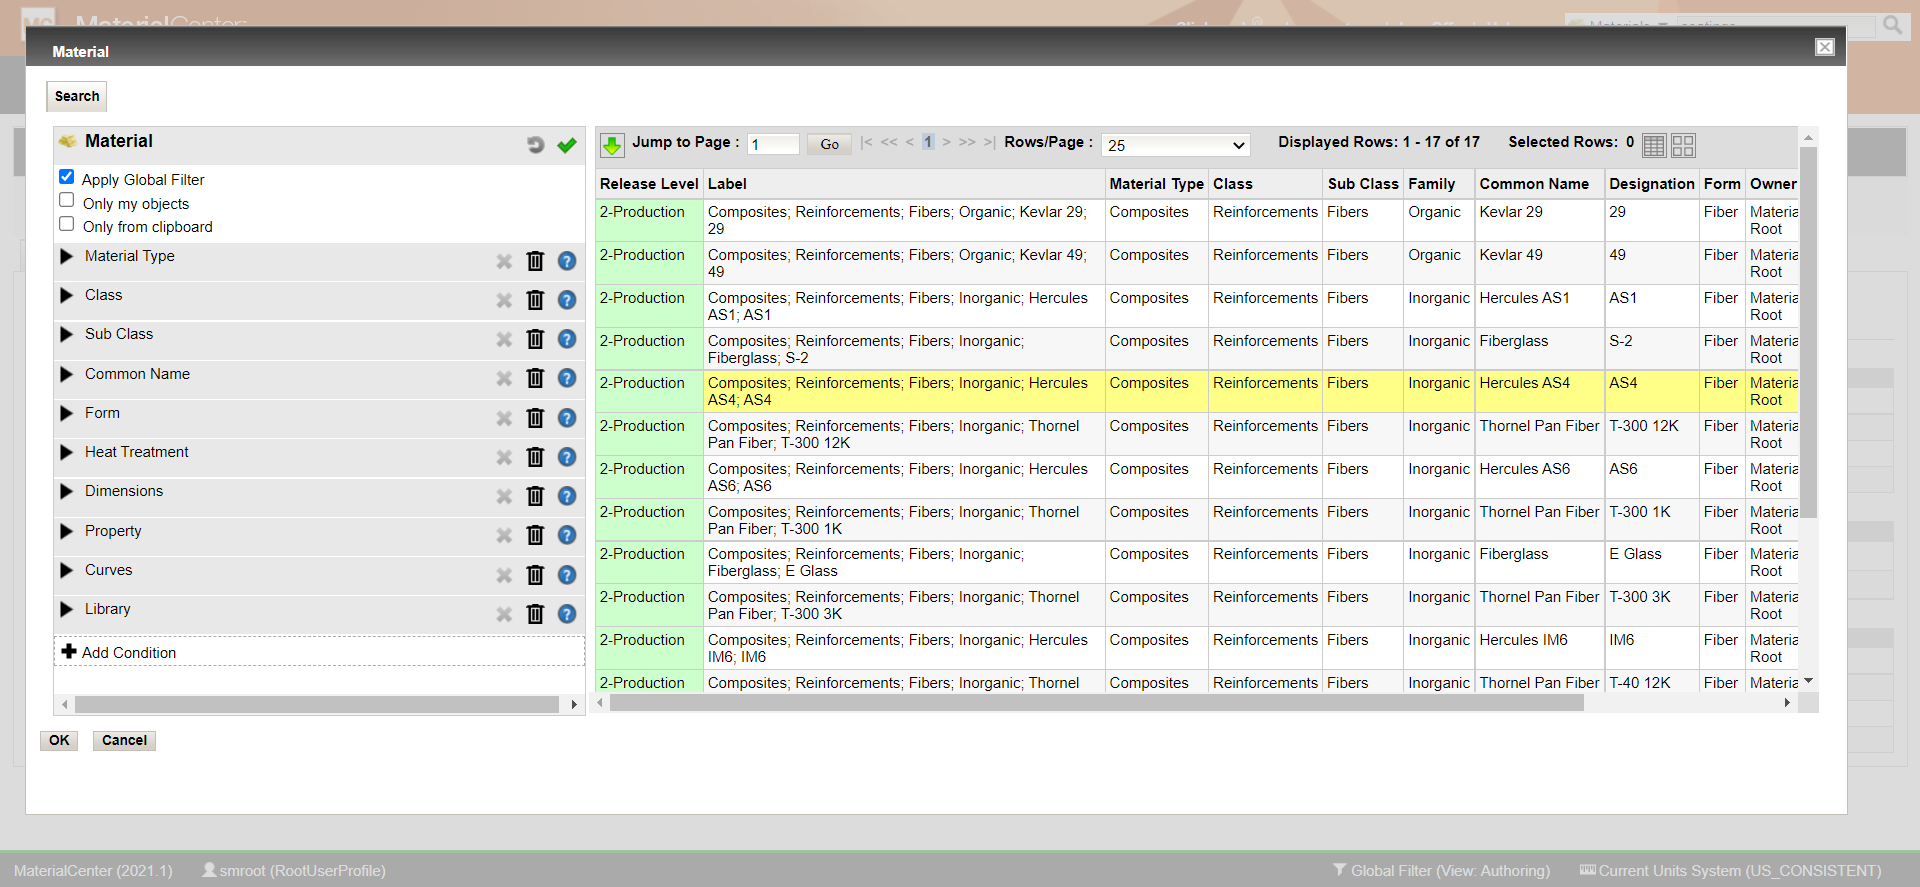 MaterialCenter
Material
Search
Material
Apply Global Filter
Only my objects
Only from clipboard
Material Type
Class
Sub Class
Common Name
Form
Heat Treatment
Dimensions
Property
Curves
Library
Add Condition
OK Cancel
Jump to Page : 1 Go |< << < 1 > >> >| Rows/Page : 25 Displayed Rows: 1 - 17 of 17 Selected Rows: 0
Release Level Label Material Type Class Sub Class Family Common Name Designation Form Owner
2-Production Composites; Reinforcements; Fibers; Organic; Kevlar 29; Composites Reinforcements Fibers Organic Kevlar 29 29 Fiber Materia
29 Root
2-Production Composites; Reinforcements; Fibers; Organic; Kevlar 49; Composites Reinforcements Fibers Organic Kevlar 49 49 Fiber Materia
49 Root
2-Production Composites; Reinforcements; Fibers; Inorganic; Hercules Composites Reinforcements Fibers Inorganic Hercules AS1 AS1 Fiber Materia
AS1; AS1 Root
2-Production Composites; Reinforcements; Fibers; Inorganic; Composites Reinforcements Fibers Inorganic Fiberglass S-2 Fiber Materia
Fiberglass; S-2 Root
2-Production Composites; Reinforcements; Fibers; Inorganic; Hercules Composites Reinforcements Fibers Inorganic Hercules AS4 AS4 Fiber Materia
AS4; AS4 Root
2-Production Composites; Reinforcements; Fibers; Inorganic; Thornel Composites Reinforcements Fibers Inorganic Thornel Pan Fiber T-300 12K Fiber Materia
Pan Fiber; T-300 12K Root
2-Production Composites; Reinforcements; Fibers; Inorganic; Hercules Composites Reinforcements Fibers Inorganic Hercules AS6 AS6 Fiber Materia
AS6; AS6 Root
2-Production Composites; Reinforcements; Fibers; Inorganic; Thornel Composites Reinforcements Fibers Inorganic Thornel Pan Fiber T-300 1K Fiber Materia
Pan Fiber; T-300 1K Root
2-Production Composites; Reinforcements; Fibers; Inorganic; Composites Reinforcements Fibers Inorganic Fiberglass E Glass Fiber Materia
Fiberglass; E Glass Root
2-Production Composites; Reinforcements; Fibers; Inorganic; Thornel Composites Reinforcements Fibers Inorganic Thornel Pan Fiber T-300 3K Fiber Materia
Pan Fiber; T-300 3K Root
2-Production Composites; Reinforcements; Fibers; Inorganic; Hercules Composites Reinforcements Fibers Inorganic Hercules IM6 IM6 Fiber Materia
IM6; IM6 Root
2-Production Composites; Reinforcements; Fibers; Inorganic; Thornel Composites Reinforcements Fibers Inorganic Thornel Pan Fiber T-40 12K Fiber Materia
MaterialCenter (2021.1) smroot (RootUserProfile) Global Filter (View: Authoring) Current Units System (US_CONSISTENT)